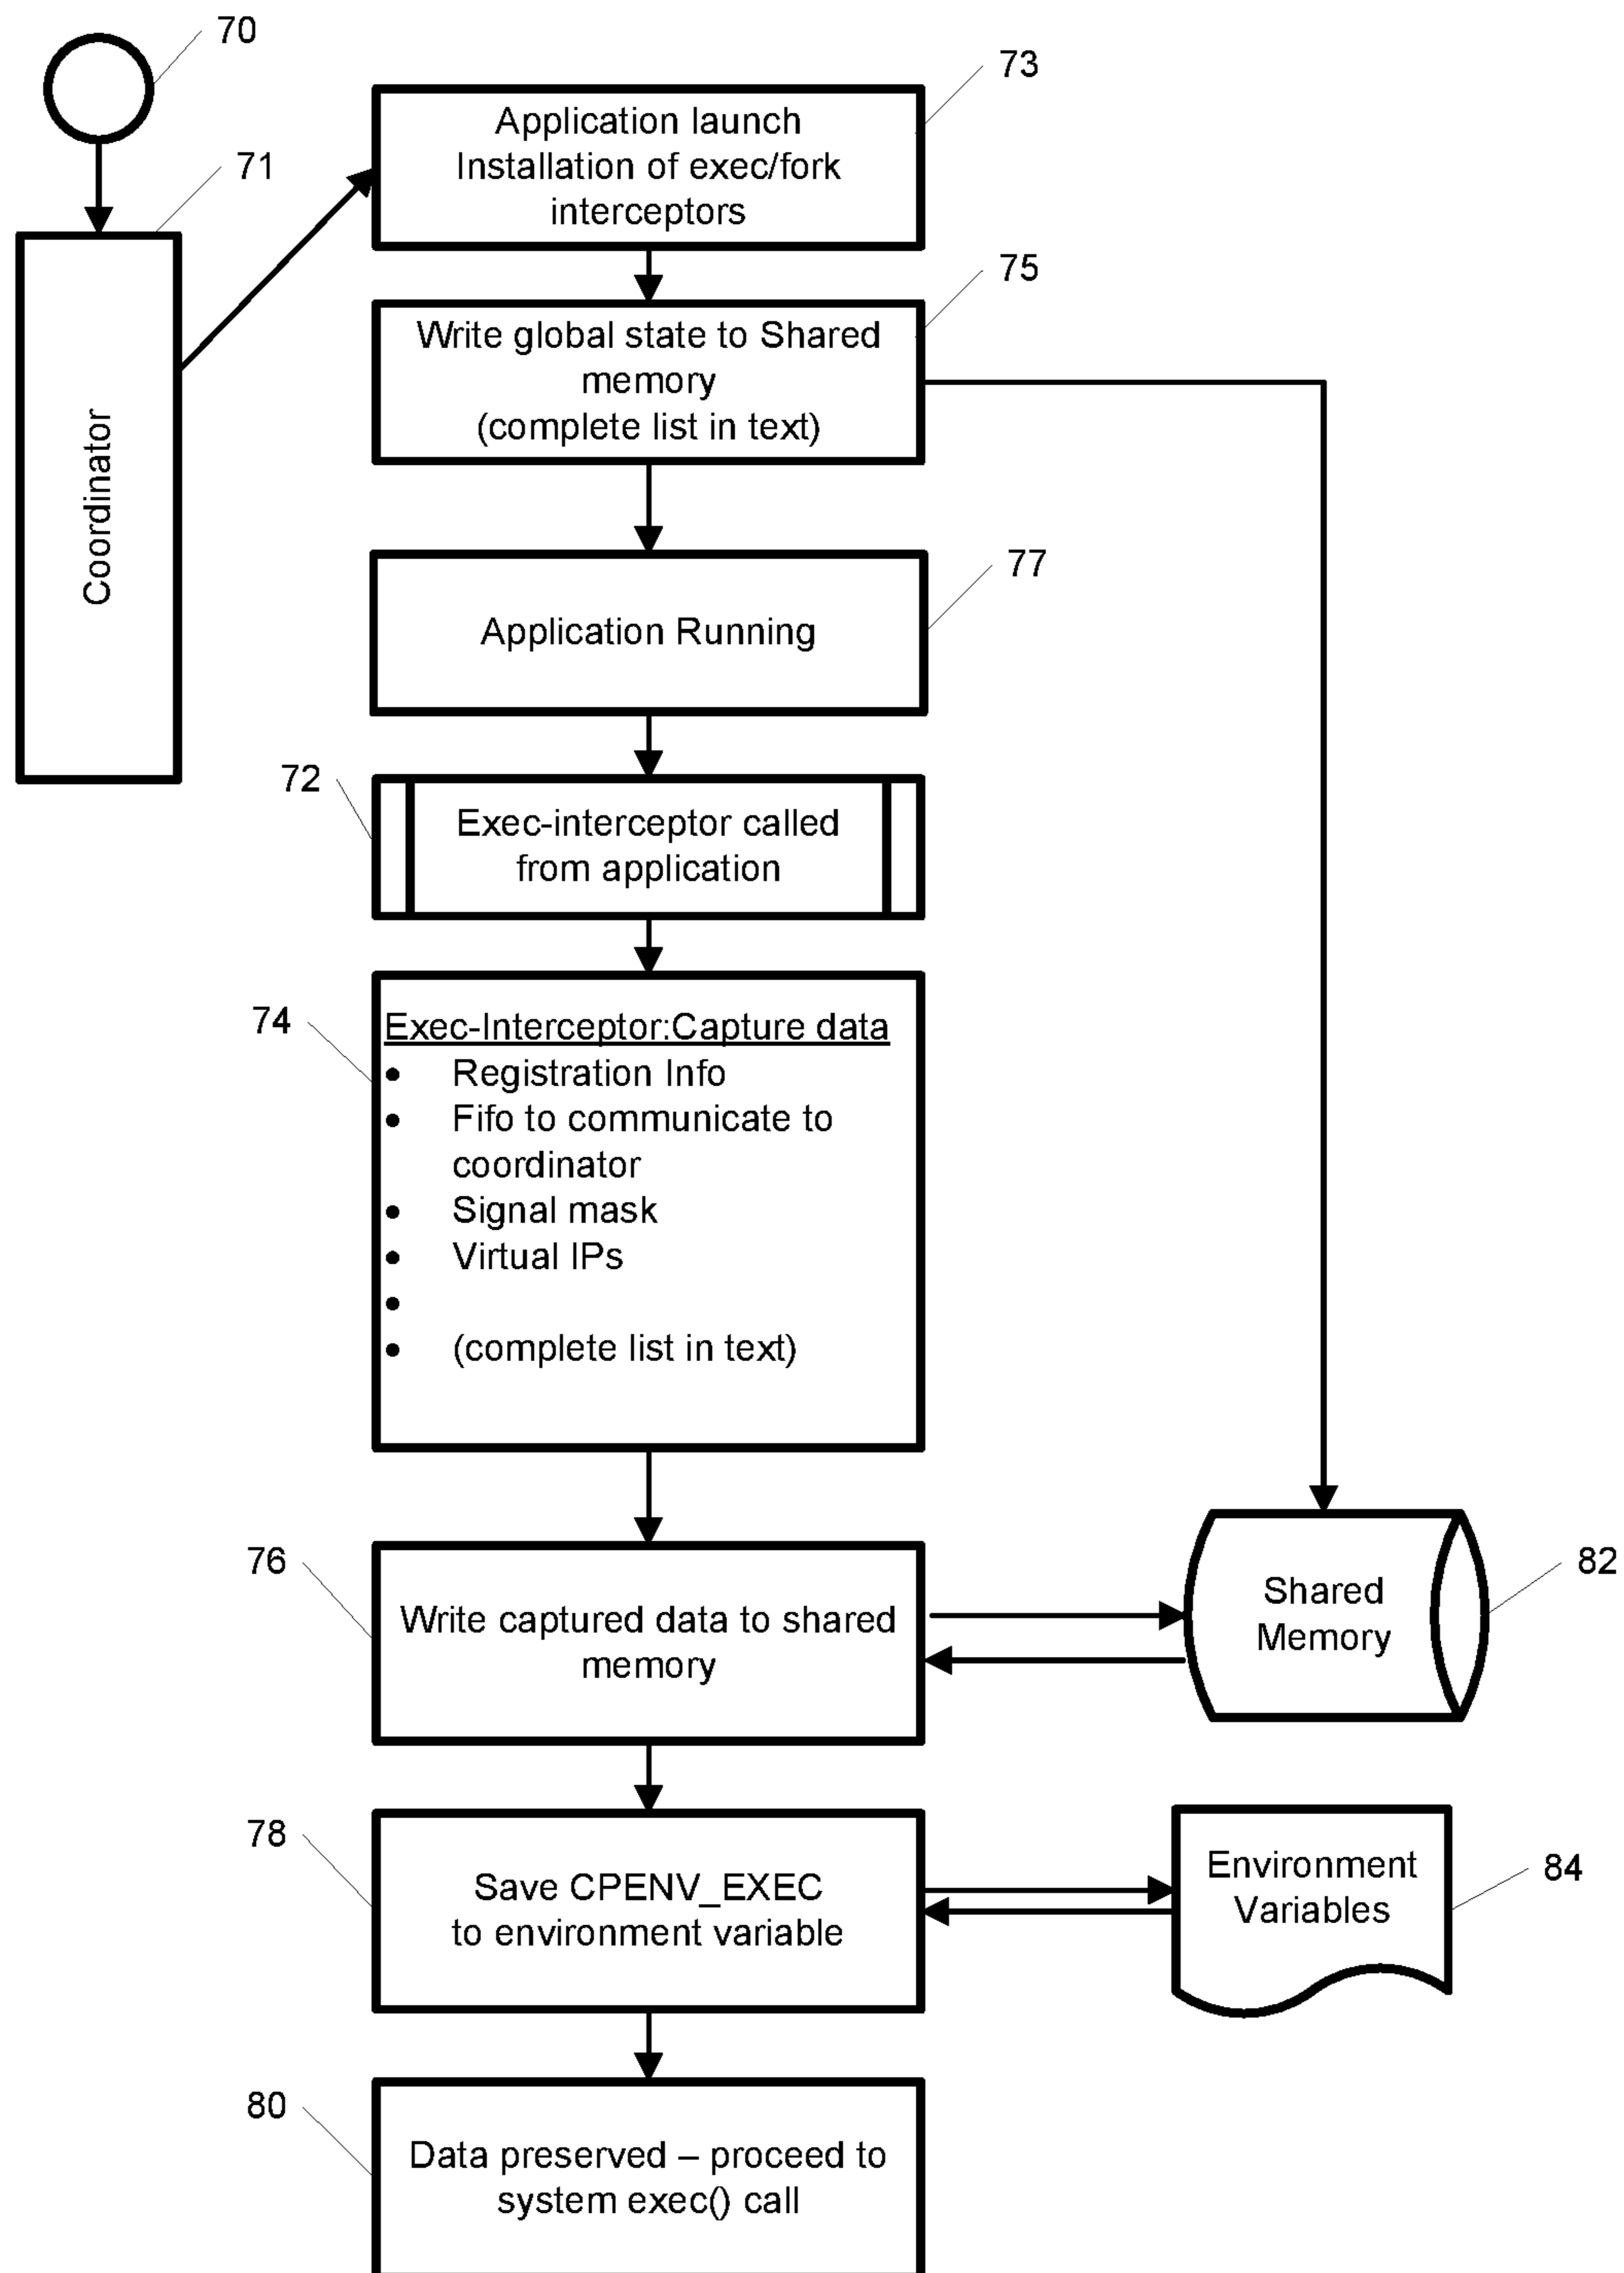 70
71
Coordinator
73
Application launch
Installation of exec/fork
interceptors
75
Write global state to Shared
memory
(complete list in text)
77
Application Running
72
Exec-interceptor called
from application
74
Exec-Interceptor:Capture data
• Registration Info
• Fifo to communicate to
coordinator
• Signal mask
• Virtual IPs
•
• (complete list in text)
76
Write captured data to shared
memory
Shared
Memory
82
78
Save CPENV_EXEC
to environment variable
Environment
Variables
84
80
Data preserved – proceed to
system exec() call